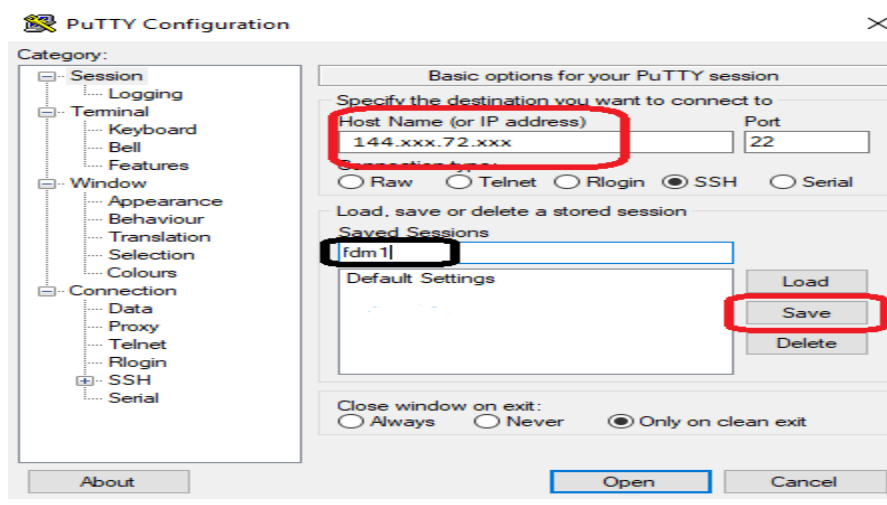 PuTTY Configuration
Category:
Session
Logging
Terminal
Keyboard
Bell
Features
Window
Appearance
Behaviour
Translation
Selection
Colours
Connection
Data
Proxy
Telnet
Rlogin
SSH
Serial
Basic options for your PuTTY session
Specify the destination you want to connect to
Host Name (or IP address) Port
144.xxx.72.xxx 22
Connection type:
Raw Telnet Rlogin SSH Serial
Load, save or delete a stored session
Saved Sessions
fdm1
Default Settings
Load
Save
Delete
Close window on exit:
Always Never Only on clean exit
About Open Cancel